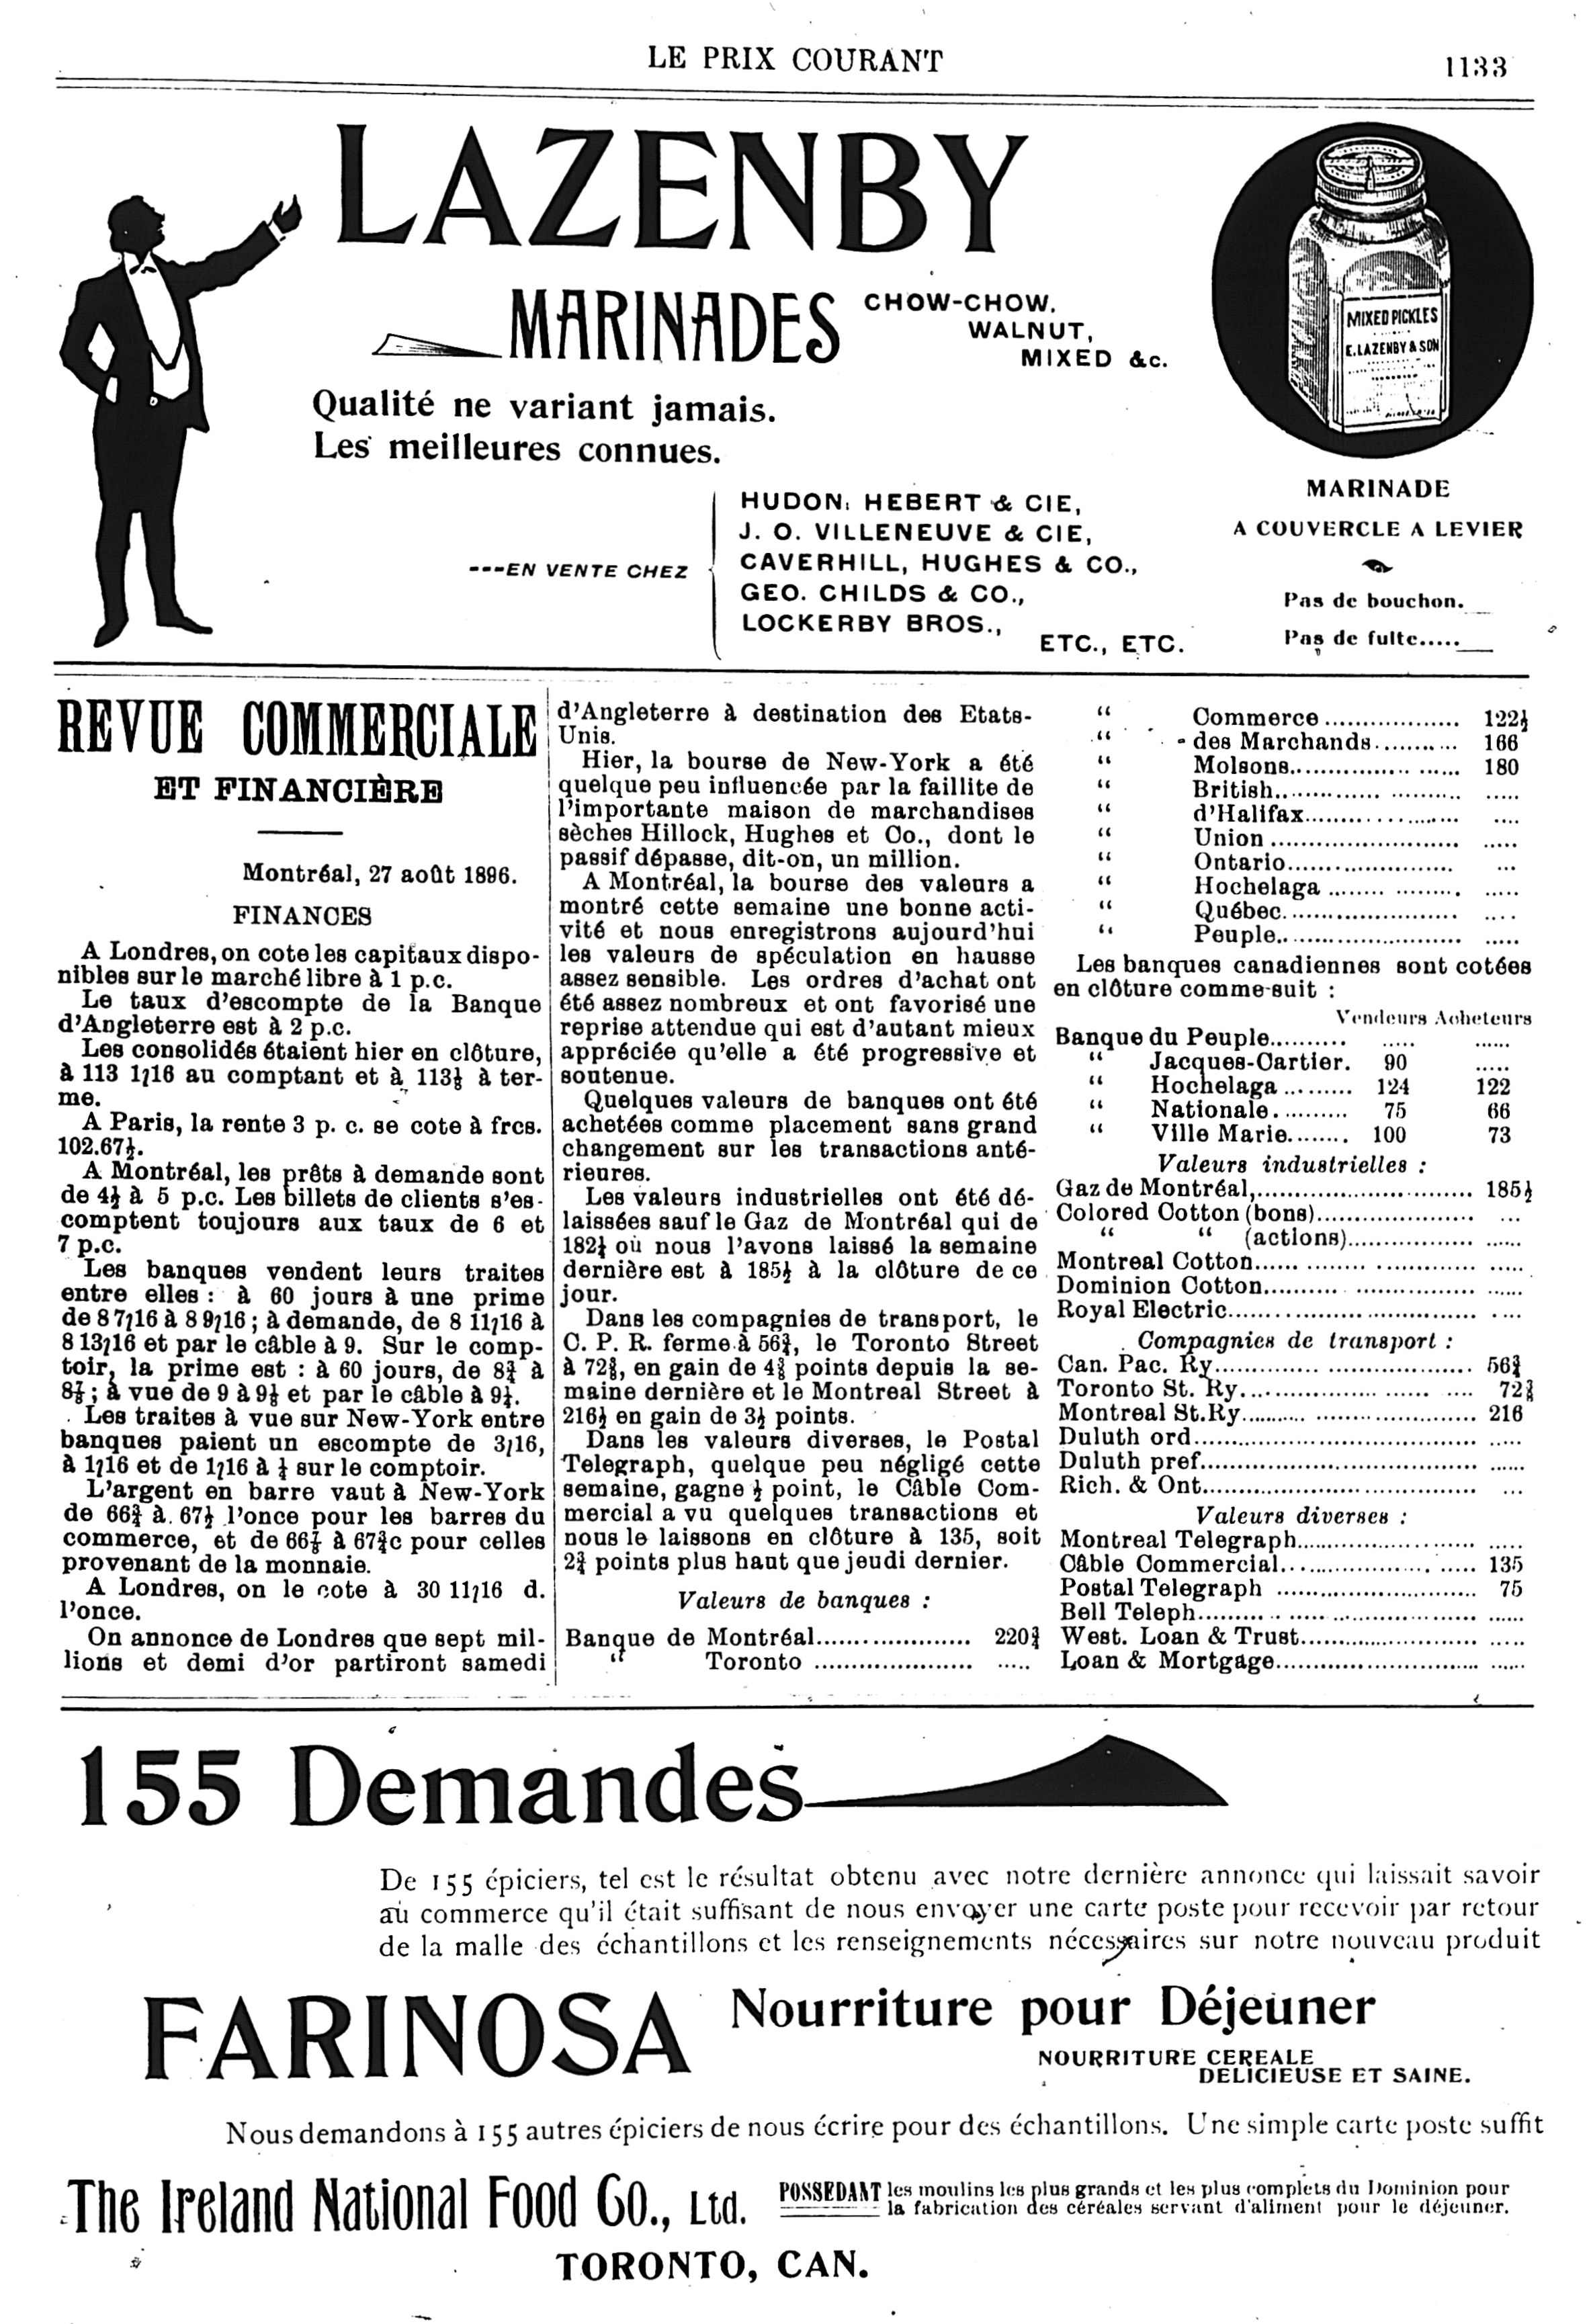 LE PRIX COURANT
1133
LAZENBY
MARINADES
CHOW-CHOW,
WALNUT,
MIXED &c.
Qualité ne variant jamais.
Les meilleures connues.
---EN VENTE CHEZ
HUDON, HEBERT & CIE,
J. O. VILLENEUVE & CIE,
CAVERHILL, HUGHES & CO.,
GEO. CHILDS & CO.,
LOCKERBY BROS.,
ETC., ETC.
MIXED PICKLES
E. LAZENBY & SON
MARINADE
A COUVERCLE A LEVIER
Pas de bouchon.
Pas de fuite.....
REVUE COMMERCIALE
ET FINANCIÈRE
Montréal, 27 août 1896.
FINANCES
A Londres, on cote les capitaux dispo-
nibles sur le marché libre à 1 p.c.
Le taux d'escompte de la Banque
d'Angleterre est à 2 p.c.
Les consolidés étaient hier en clôture,
à 113 1/16 au comptant et à 113⅛ à ter-
me.
A Paris, la rente 3 p. c. se cote à frcs.
102.67½.
A Montréal, les prêts à demande sont
de 4½ à 5 p.c. Les billets de clients s'es-
comptent toujours aux taux de 6 et
7 p.c.
Les banques vendent leurs traites
entre elles : à 60 jours à une prime
de 8 7/16 à 8 9/16 ; à demande, de 8 11/16 à
8 13/16 et par le câble à 9. Sur le comp-
toir, la prime est : à 60 jours, de 8¾ à
8⅞ ; à vue de 9 à 9⅛ et par le câble à 9¼.
Les traites à vue sur New-York entre
banques paient un escompte de 3/16,
à 1/16 et de 1/16 à ⅛ sur le comptoir.
L'argent en barre vaut à New-York
de 66¾ à 67½ l'once pour les barres du
commerce, et de 66⅞ à 67¾c pour celles
provenant de la monnaie.
A Londres, on le cote à 30 11/16 d.
l'once.
On annonce de Londres que sept mil-
lions et demi d'or partiront samedi
d'Angleterre à destination des Etats-
Unis.
Hier, la bourse de New-York a été
quelque peu influencée par la faillite de
l'importante maison de marchandises
sèches Hillock, Hughes et Co., dont le
passif dépasse, dit-on, un million.
A Montréal, la bourse des valeurs a
montré cette semaine une bonne acti-
vité et nous enregistrons aujourd'hui
les valeurs de spéculation en hausse
assez sensible. Les ordres d'achat ont
été assez nombreux et ont favorisé une
reprise attendue qui est d'autant mieux
appréciée qu'elle a été progressive et
soutenue.
Quelques valeurs de banques ont été
achetées comme placement sans grand
changement sur les transactions anté-
rieures.
Les valeurs industrielles ont été dé-
laissées sauf le Gaz de Montréal qui de
182½ où nous l'avons laissé la semaine
dernière est à 185½ à la clôture de ce
jour.
Dans les compagnies de transport, le
C. P. R. ferme à 56¾, le Toronto Street
à 72⅜, en gain de 4⅜ points depuis la se-
maine dernière et le Montreal Street à
216½ en gain de 3½ points.
Dans les valeurs diverses, le Postal
Telegraph, quelque peu négligé cette
semaine, gagne ½ point, le Câble Com-
mercial a vu quelques transactions et
nous le laissons en clôture à 135, soit
2¾ points plus haut que jeudi dernier.
Valeurs de banques :
Banque de Montréal..................... 220¾
“ Toronto ..................... .....
“ Commerce .................. 122½
“ des Marchands............ 166
“ Molsons.................... 180
“ British..................... .....
“ d'Halifax.................... ....
“ Union ........................ .....
“ Ontario..................... ...
“ Hochelaga .................. .....
“ Québec...................... ....
“ Peuple....................... .....
Les banques canadiennes sont cotées
en clôture comme suit :
Vendeurs Acheteurs
Banque du Peuple.......... ..... ......
“ Jacques-Cartier. 90 .....
“ Hochelaga ......... 124 122
“ Nationale.......... 75 66
“ Ville Marie........ 100 73
Valeurs industrielles :
Gaz de Montréal,............................ 185½
Colored Cotton (bons)..................... ...
“ “ (actions)................. ......
Montreal Cotton............................ .....
Dominion Cotton............................ ......
Royal Electric................................ ....
Compagnies de transport :
Can. Pac. Ry.................................. 56¾
Toronto St. Ry............................... 72⅜
Montreal St.Ry............................... 216
Duluth ord..................................... .....
Duluth pref.................................... ......
Rich. & Ont................................... ...
Valeurs diverses :
Montreal Telegraph......................... .....
Câble Commercial.......................... 135
Postal Telegraph ............................ 75
Bell Teleph................................... ......
West. Loan & Trust......................... .....
Loan & Mortgage............................ ......
155 Demandes
De 155 épiciers, tel est le résultat obtenu avec notre dernière annonce qui laissait savoir
au commerce qu'il était suffisant de nous envoyer une carte poste pour recevoir par retour
de la malle des échantillons et les renseignements nécessaires sur notre nouveau produit
FARINOSA
Nourriture pour Déjeuner
NOURRITURE CEREALE
DELICIEUSE ET SAINE.
Nous demandons à 155 autres épiciers de nous écrire pour des échantillons. Une simple carte poste suffit
The Ireland National Food Co., Ltd.
POSSEDANT les moulins les plus grands et les plus complets du Dominion pour
la fabrication des céréales servant d'aliment pour le déjeuner.
TORONTO, CAN.